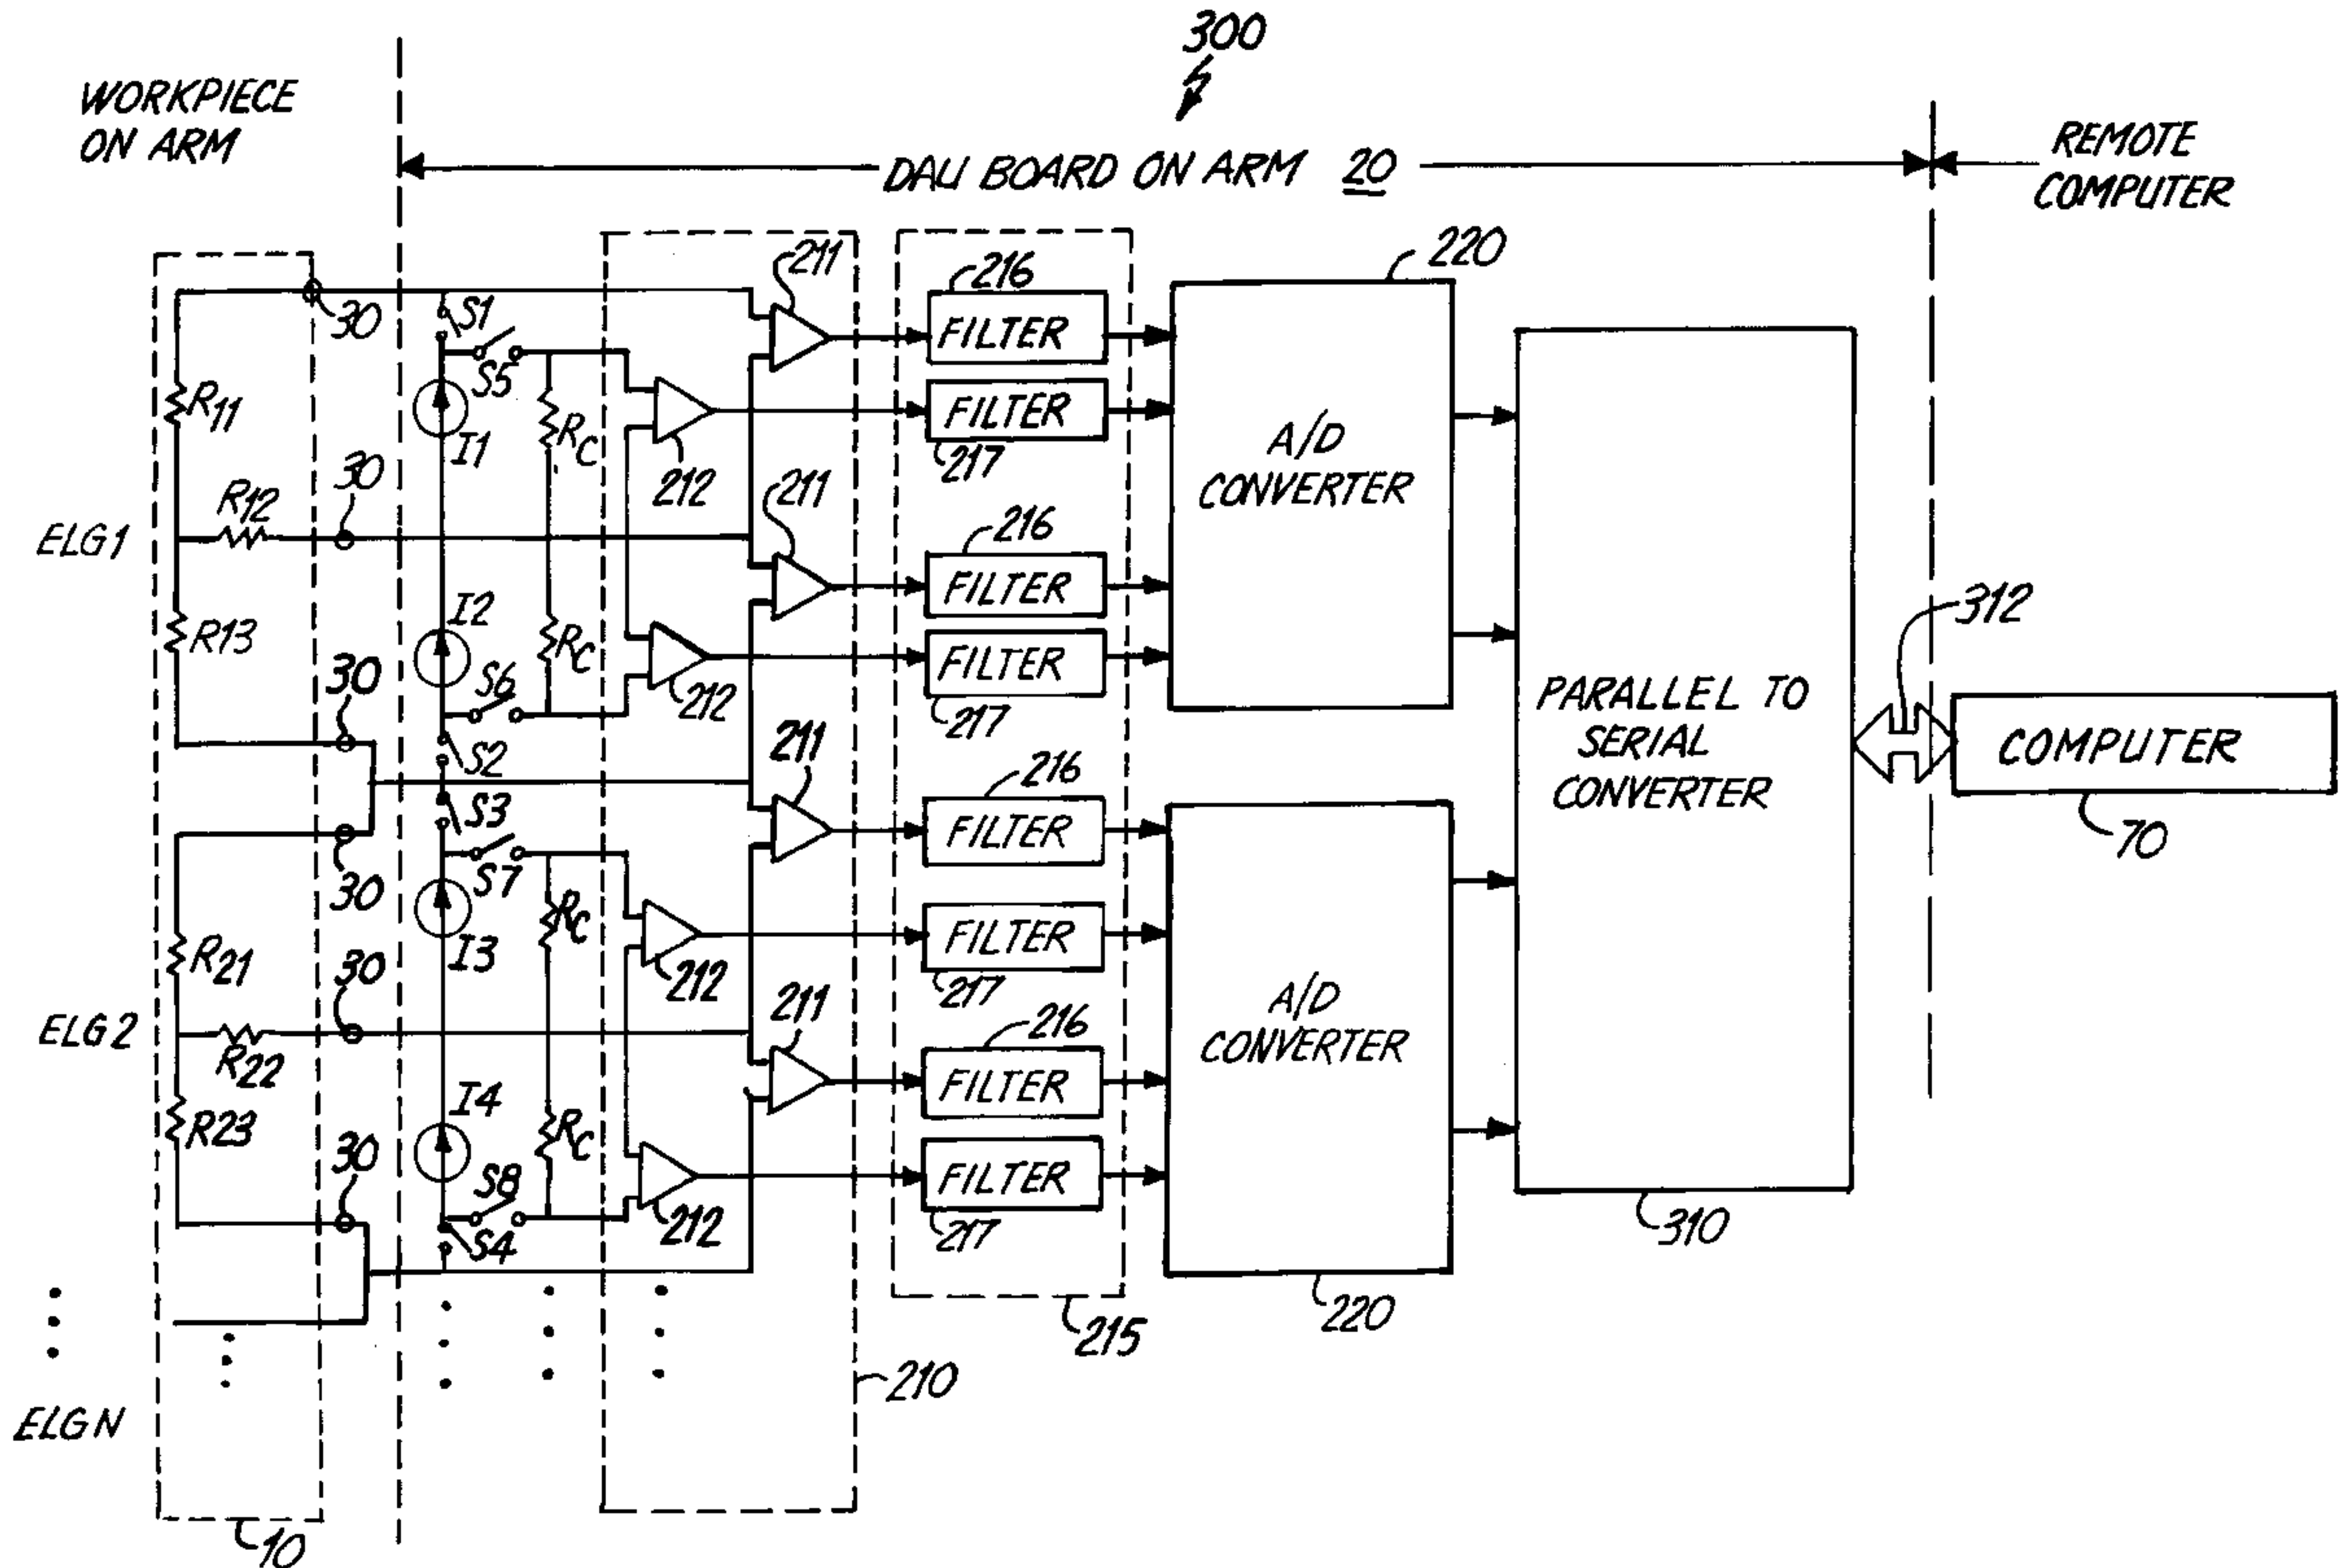 300
WORKPIECE
ON ARM
DAU BOARD ON ARM 20
REMOTE
COMPUTER
211
220
216
30
S1
FILTER
S5
R11
I1
RC
FILTER
A/D
CONVERTER
212
217
30
211
R12
216
ELG1
FILTER
312
I2
R13
RC
FILTER
30
S6
212
217
PARALLEL TO
SERIAL
CONVERTER
211
COMPUTER
S2
216
S3
FILTER
70
30
S7
RC
I3
FILTER
R21
30
212
217
211
A/D
CONVERTER
ELG2
216
R22
FILTER
I4
R23
RC
30
S8
FILTER
S4
212
217
310
220
215
210
ELGN
10